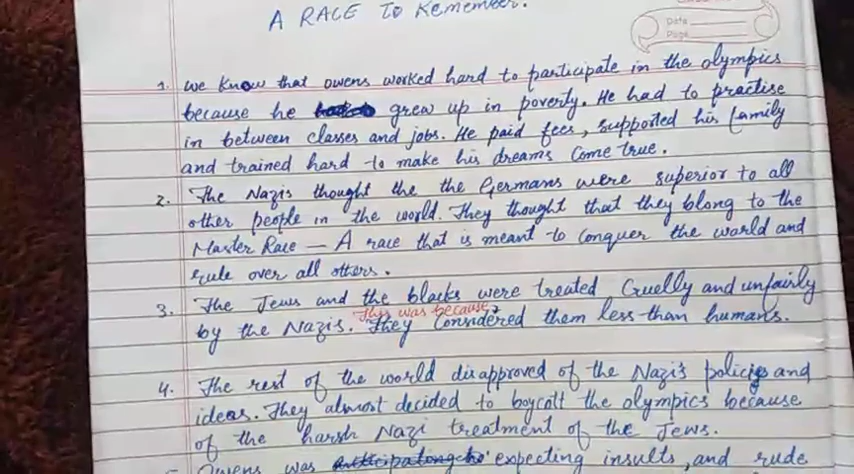 A RACE TO Remember.
Date
Page
1. we know that owens worked hard to participate in the olympics
because he grew up in poverty. He had to practise
in between classes and jobs. He paid fees, supported his family
and trained hard to make his dreams come true.
2. The Nazis thought the the Germans were superior to all
other people in the world. They thought that they blong to the
Master Race — A race that is meant to conquer the world and
rule over all others.
3. The Jews and the blacks were treated Cruelly and unfairly
This was because
by the Nazis. They Considered them less than humans.
4. The rest of the world disapproved of the Nazi's policies and
ideas. They almost decided to boycott the olympics because
of the harsh Nazi treatment of the Jews.
5. Owens was expecting insults, and rude